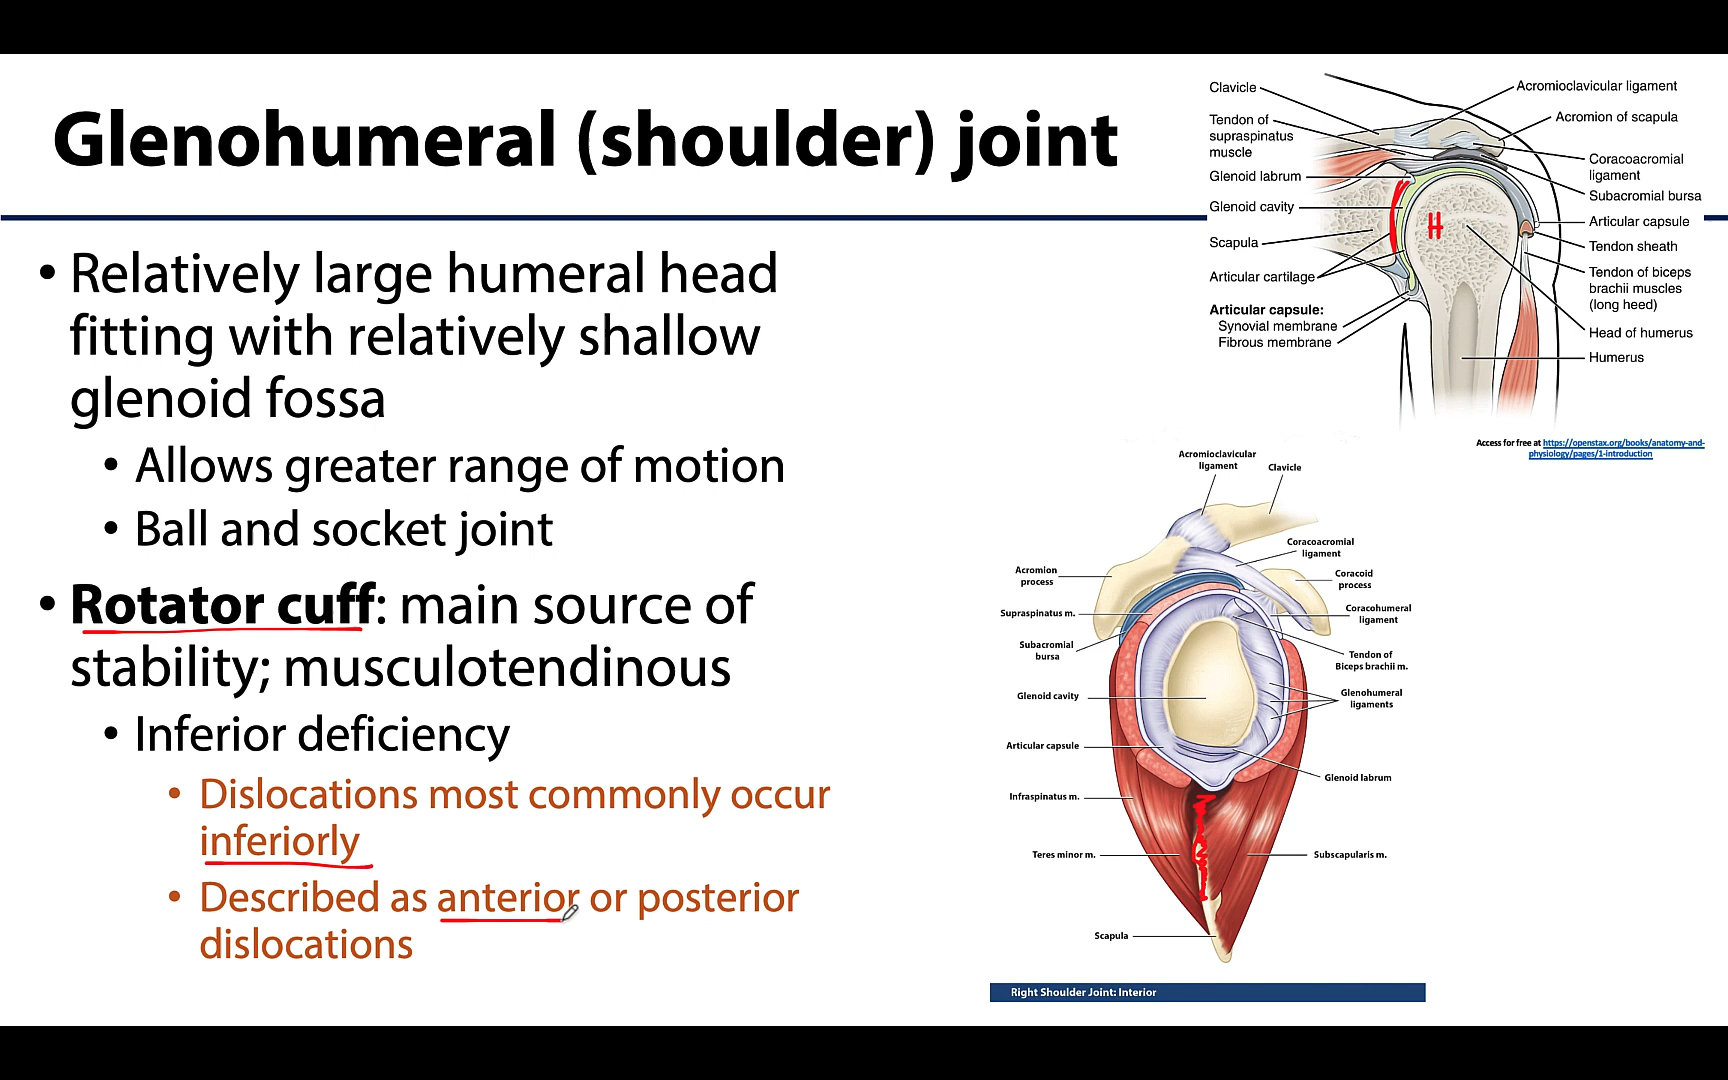 Glenohumeral (shoulder) joint
• Relatively large humeral head
fitting with relatively shallow
glenoid fossa
• Allows greater range of motion
• Ball and socket joint
• Rotator cuff: main source of
stability; musculotendinous
• Inferior deficiency
• Dislocations most commonly occur
inferiorly
• Described as anterior or posterior
dislocations
Clavicle
Tendon of
supraspinatus
muscle
Glenoid labrum
Glenoid cavity
Scapula
Articular cartilage
Articular capsule:
Synovial membrane
Fibrous membrane
H
Acromioclavicular ligament
Acromion of scapula
Coracoacromial
ligament
Subacromial bursa
Articular capsule
Tendon sheath
Tendon of biceps
brachii muscles
(long heed)
Head of humerus
Humerus
Access for free at https://openstax.org/books/anatomy-and-
physiology/pages/1-introduction
Acromioclavicular
ligament
Clavicle
Coracoacromial
ligament
Acromion
process
Coracoid
process
Supraspinatus m.
Coracohumeral
ligament
Subacromial
bursa
Tendon of
Biceps brachii m.
Glenoid cavity
Glenohumeral
ligaments
Articular capsule
Glenoid labrum
Infraspinatus m.
Teres minor m.
Subscapularis m.
Scapula
Right Shoulder Joint: Interior